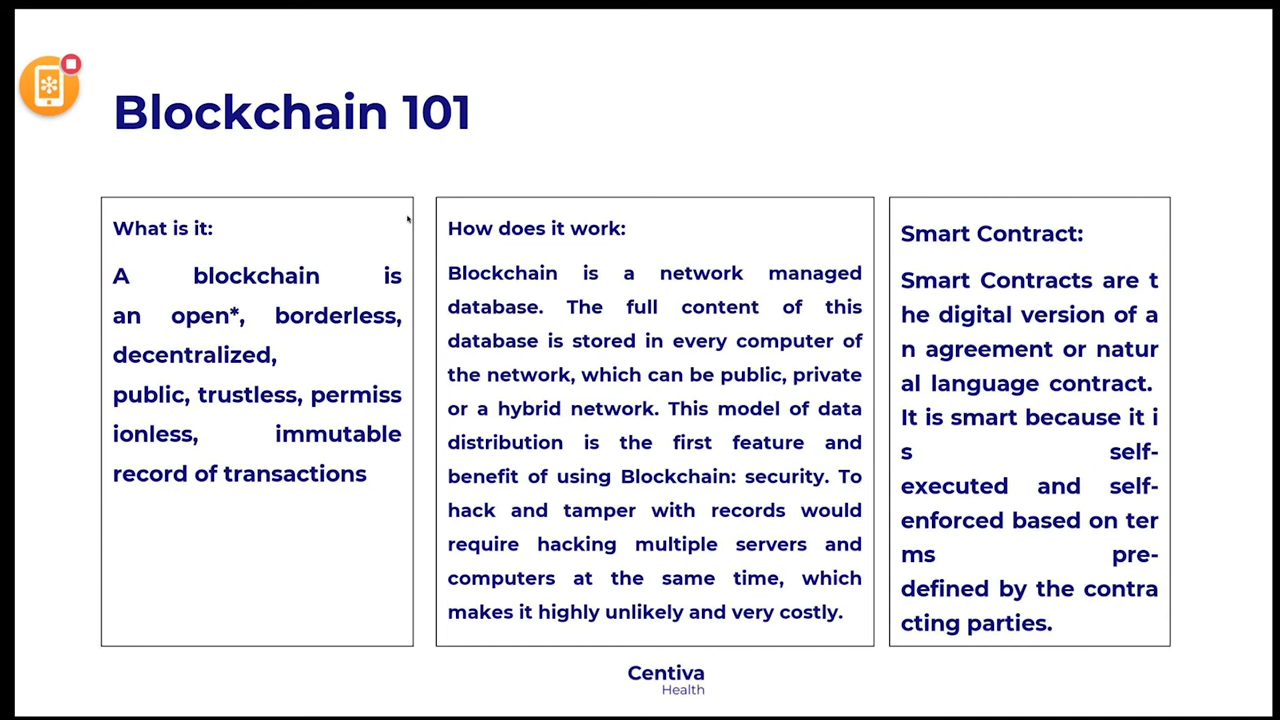 Blockchain 101
What is it:
A blockchain is
an open*, borderless,
decentralized,
public, trustless, permiss
ionless, immutable
record of transactions
How does it work:
Blockchain is a network managed
database. The full content of this
database is stored in every computer of
the network, which can be public, private
or a hybrid network. This model of data
distribution is the first feature and
benefit of using Blockchain: security. To
hack and tamper with records would
require hacking multiple servers and
computers at the same time, which
makes it highly unlikely and very costly.
Smart Contract:
Smart Contracts are t
he digital version of a
n agreement or natur
al language contract.
It is smart because it i
s self-
executed and self-
enforced based on ter
ms pre-
defined by the contra
cting parties.
Centiva
Health